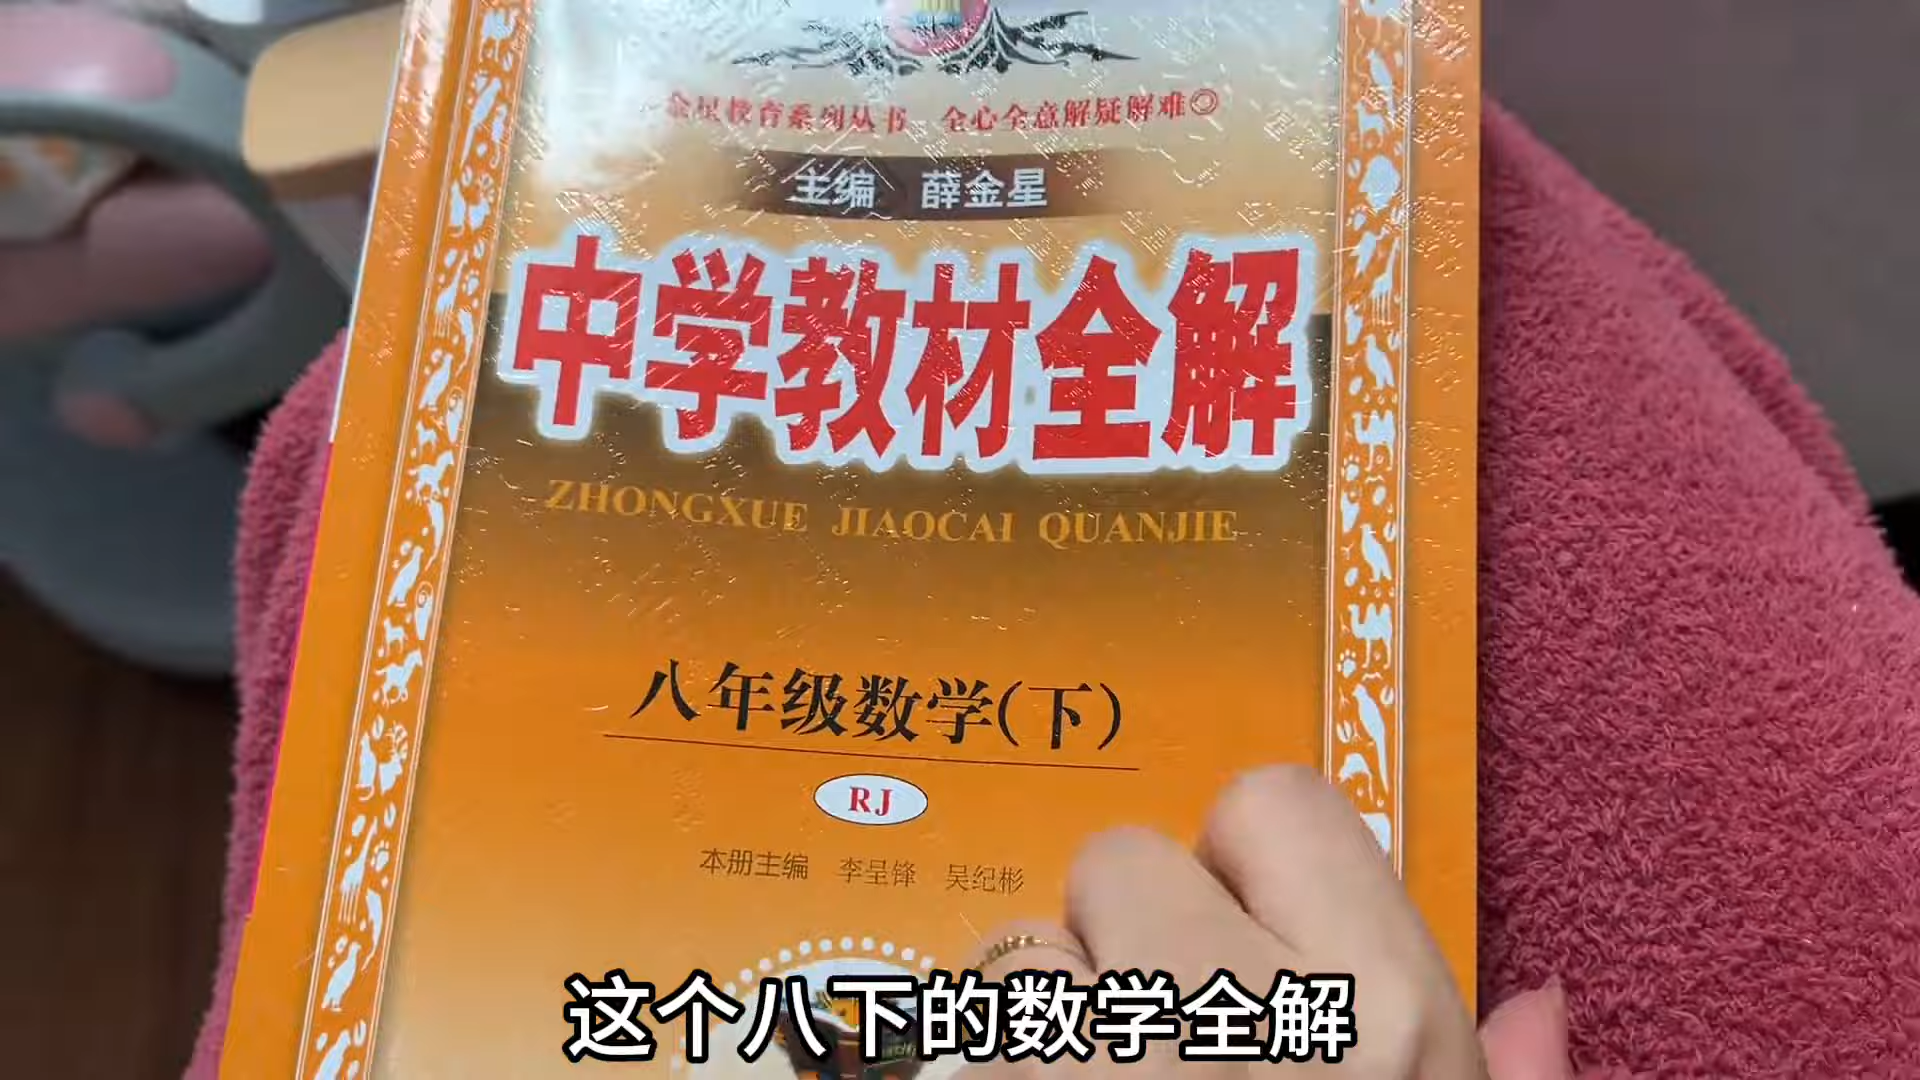 金星教育系列丛书 全心全意解疑解难◎
主编 薛金星
中学教材全解
ZHONGXUE JIAOCAI QUANJIE
八年级数学(下)
RJ
本册主编 李呈锋 吴纪彬
这个八下的数学全解